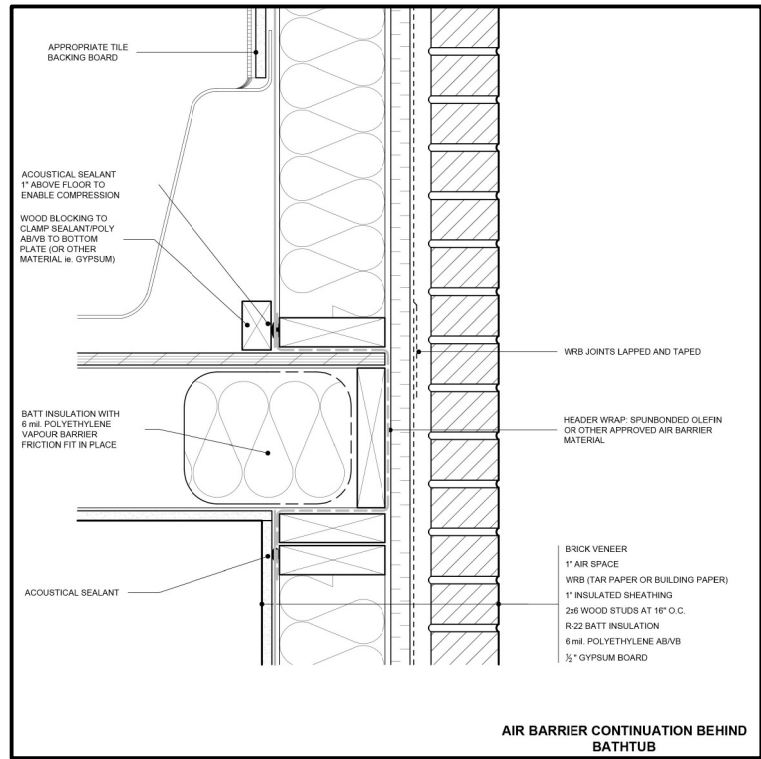 APPROPRIATE TILE
BACKING BOARD
ACOUSTICAL SEALANT
1" ABOVE FLOOR TO
ENABLE COMPRESSION
WOOD BLOCKING TO
CLAMP SEALANT/POLY
AB/VB TO BOTTOM
PLATE (OR OTHER
MATERIAL ie. GYPSUM)
WRB JOINTS LAPPED AND TAPED
BATT INSULATION WITH
6 mil. POLYETHYLENE
VAPOUR BARRIER
FRICTION FIT IN PLACE
HEADER WRAP: SPUNBONDED OLEFIN
OR OTHER APPROVED AIR BARRIER
MATERIAL
ACOUSTICAL SEALANT
BRICK VENEER
1" AIR SPACE
WRB (TAR PAPER OR BUILDING PAPER)
1" INSULATED SHEATHING
2x6 WOOD STUDS AT 16" O.C.
R-22 BATT INSULATION
6 mil. POLYETHYLENE AB/VB
½" GYPSUM BOARD
AIR BARRIER CONTINUATION BEHIND
BATHTUB